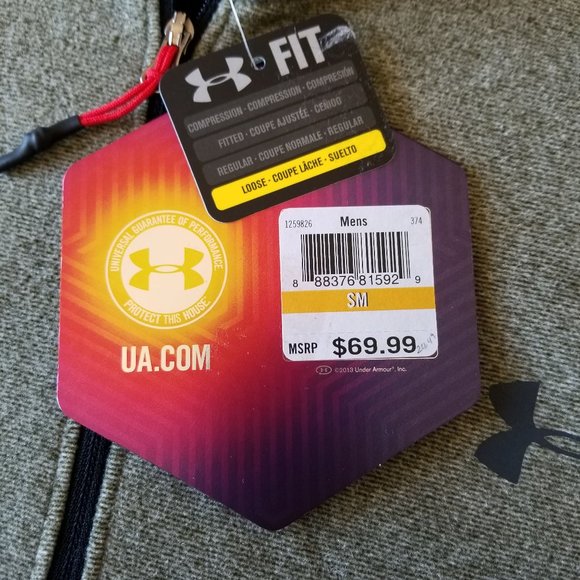 FIT
COMPRESSION · COMPRESSION · COMPRESIÓN
FITTED · COUPE AJUSTÉE · CEÑIDO
REGULAR · COUPE NORMALE · REGULAR
LOOSE · COUPE LÂCHE · SUELTO
UNIVERSAL GUARANTEE OF PERFORMANCE
PROTECT THIS HOUSE.
UA.COM
1259826 Mens 374
8 88376 81592 9
SM
MSRP $69.99
©2013 Under Armour®, Inc.